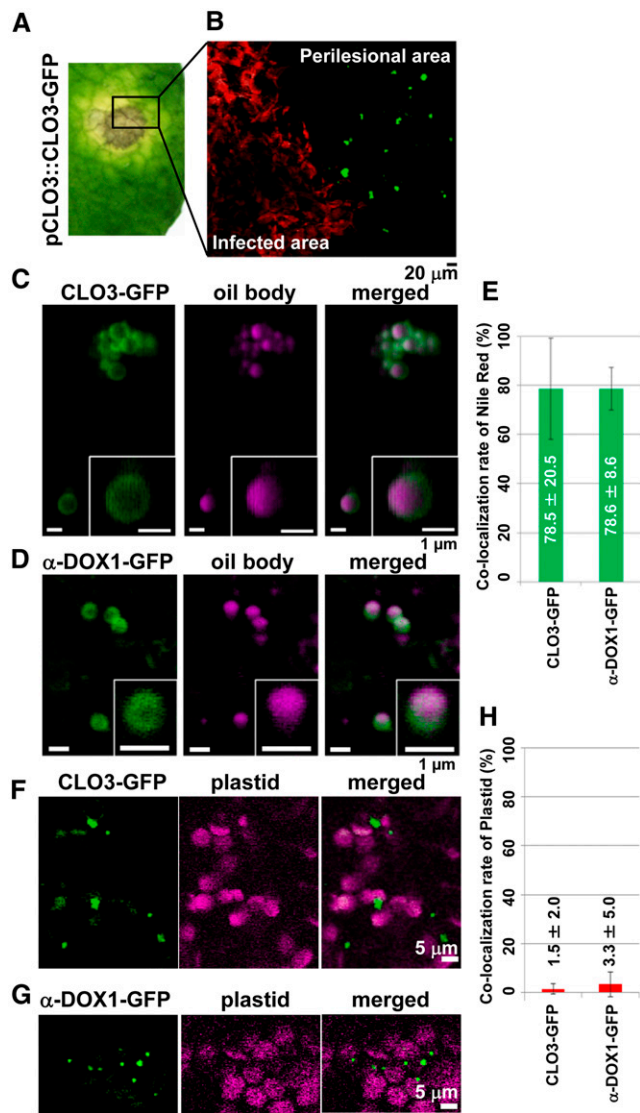 A
pCLO3::CLO3-GFP
B
Perilesional area
Infected area
20 µm
C
CLO3-GFP oil body merged
1 µm
D
α-DOX1-GFP oil body merged
1 µm
E
Co-localization rate of Nile Red (%)
100
80
60
40
20
0
78.5 ± 20.5
78.6 ± 8.6
CLO3-GFP
α-DOX1-GFP
F
CLO3-GFP plastid merged
5 µm
G
α-DOX1-GFP plastid merged
5 µm
H
Co-localization rate of Plastid (%)
100
80
60
40
20
0
1.5 ± 2.0
3.3 ± 5.0
CLO3-GFP
α-DOX1-GFP